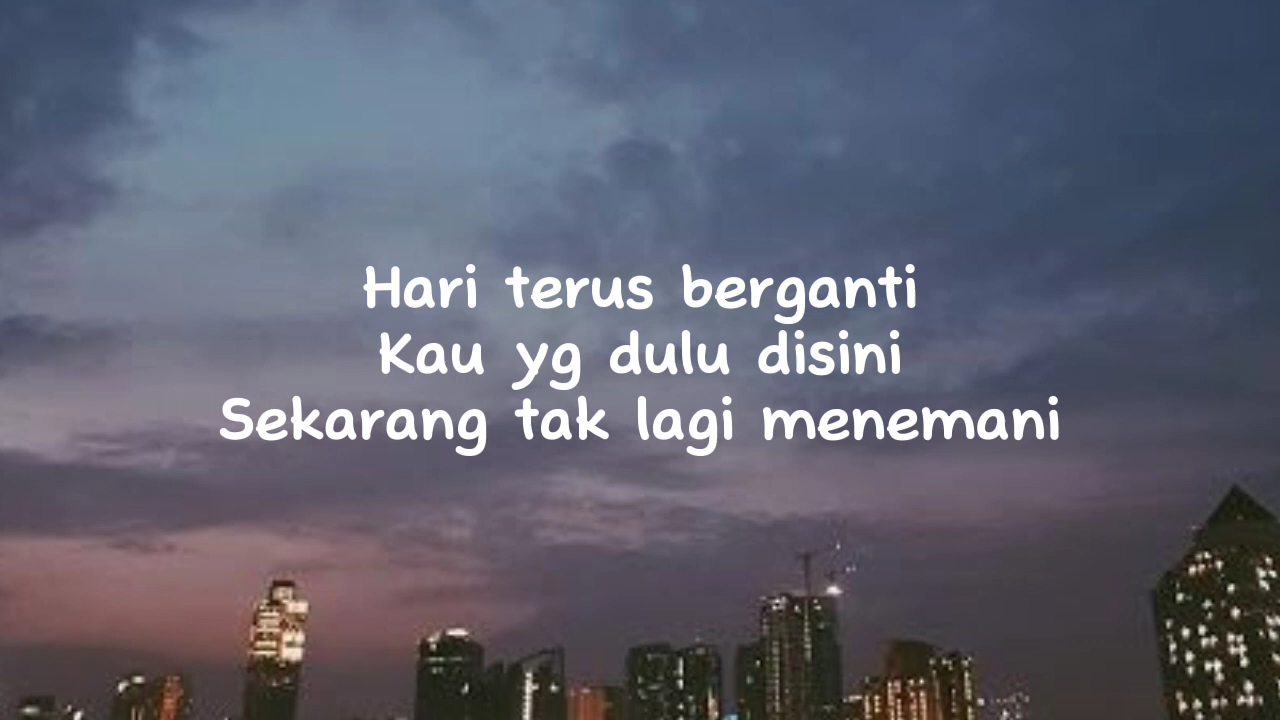 Hari terus berganti
Kau yg dulu disini
Sekarang tak lagi menemani